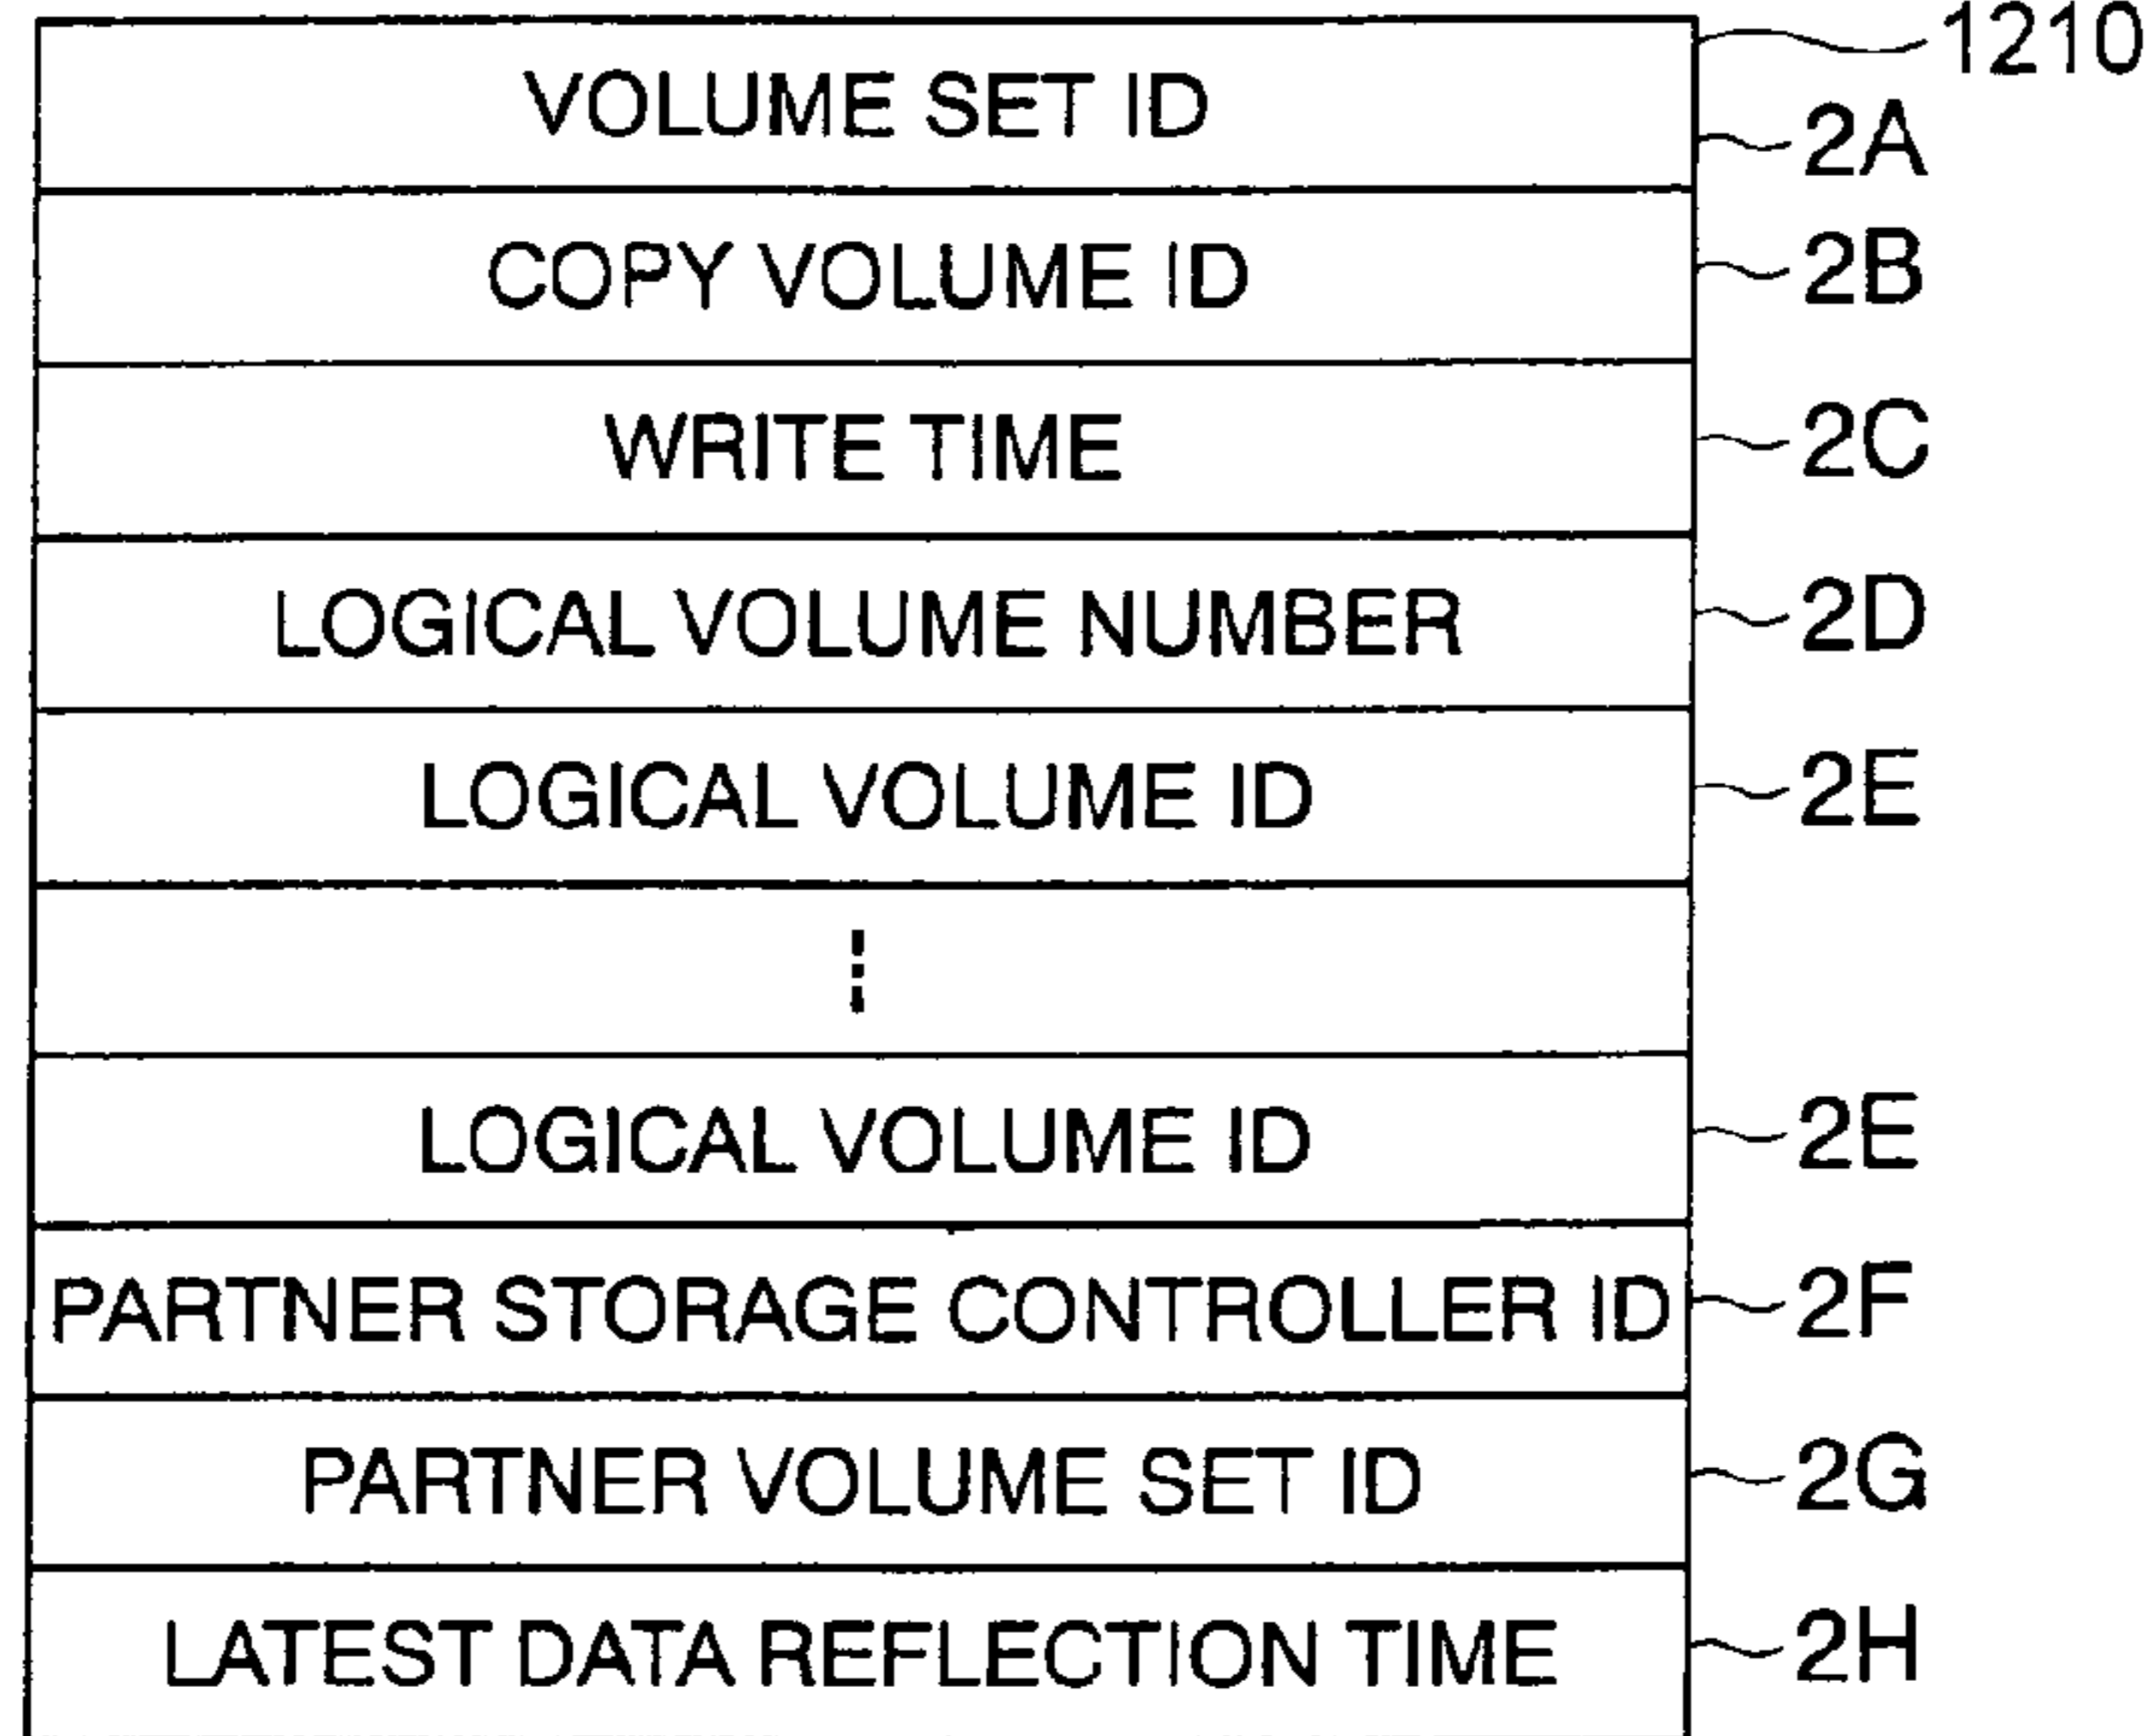 1210
VOLUME SET ID 2A
COPY VOLUME ID 2B
WRITE TIME 2C
LOGICAL VOLUME NUMBER 2D
LOGICAL VOLUME ID 2E
LOGICAL VOLUME ID 2E
PARTNER STORAGE CONTROLLER ID 2F
PARTNER VOLUME SET ID 2G
LATEST DATA REFLECTION TIME 2H